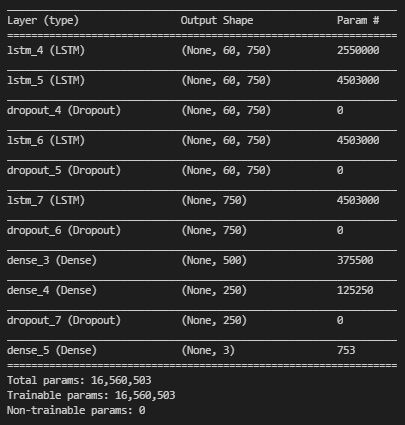 Layer (type) Output Shape Param #
lstm_4 (LSTM) (None, 60, 750) 2550000
lstm_5 (LSTM) (None, 60, 750) 4503000
dropout_4 (Dropout) (None, 60, 750) 0
lstm_6 (LSTM) (None, 60, 750) 4503000
dropout_5 (Dropout) (None, 60, 750) 0
lstm_7 (LSTM) (None, 750) 4503000
dropout_6 (Dropout) (None, 750) 0
dense_3 (Dense) (None, 500) 375500
dense_4 (Dense) (None, 250) 125250
dropout_7 (Dropout) (None, 250) 0
dense_5 (Dense) (None, 3) 753
Total params: 16,560,503
Trainable params: 16,560,503
Non-trainable params: 0